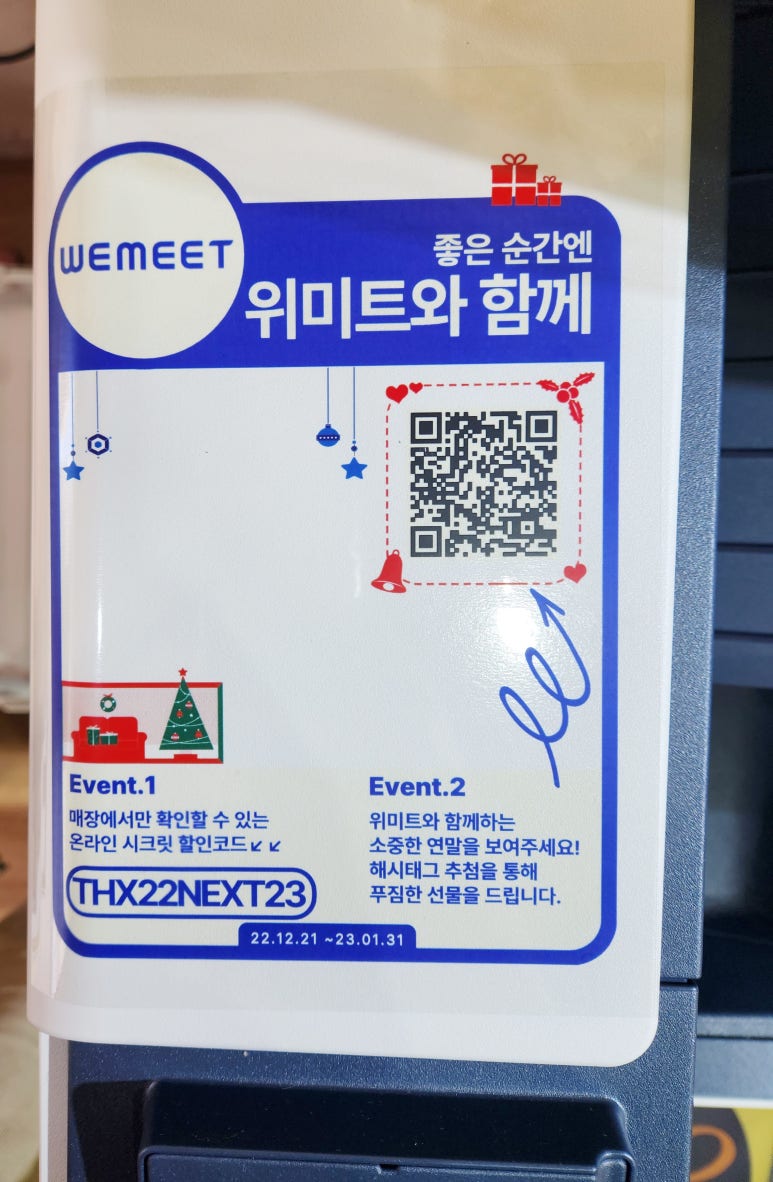 WEMEET
좋은 순간엔
위미트와 함께
Event.1
매장에서만 확인할 수 있는
온라인 시크릿 할인코드↙↙
THX22NEXT23
Event.2
위미트와 함께하는
소중한 연말을 보여주세요!
해시태그 추첨을 통해
푸짐한 선물을 드립니다.
22.12.21 ~23.01.31